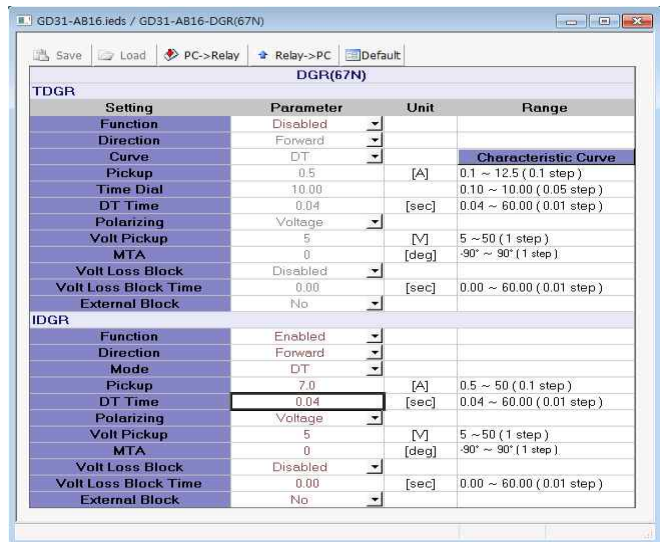 GD31-AB16.ieds / GD31-AB16-DGR(67N)
Save Load PC->Relay Relay->PC Default
DGR(67N)
TDGR
Setting Parameter Unit Range
Function Disabled
Direction Forward
Curve DT Characteristic Curve
Pickup 0.5 [A] 0.1 ~ 12.5 ( 0.1 step )
Time Dial 10.00 0.10 ~ 10.00 ( 0.05 step )
DT Time 0.04 [sec] 0.04 ~ 60.00 ( 0.01 step )
Polarizing Voltage
Volt Pickup 5 [V] 5 ~50 ( 1 step )
MTA 0 [deg] -90° ~ 90° ( 1 step )
Volt Loss Block Disabled
Volt Loss Block Time 0.00 [sec] 0.00 ~ 60.00 ( 0.01 step )
External Block No
IDGR
Function Enabled
Direction Forward
Mode DT
Pickup 7.0 [A] 0.5 ~ 50 ( 0.1 step )
DT Time 0.04 [sec] 0.04 ~ 60.00 ( 0.01 step )
Polarizing Voltage
Volt Pickup 5 [V] 5 ~50 ( 1 step )
MTA 0 [deg] -90° ~ 90° ( 1 step )
Volt Loss Block Disabled
Volt Loss Block Time 0.00 [sec] 0.00 ~ 60.00 ( 0.01 step )
External Block No